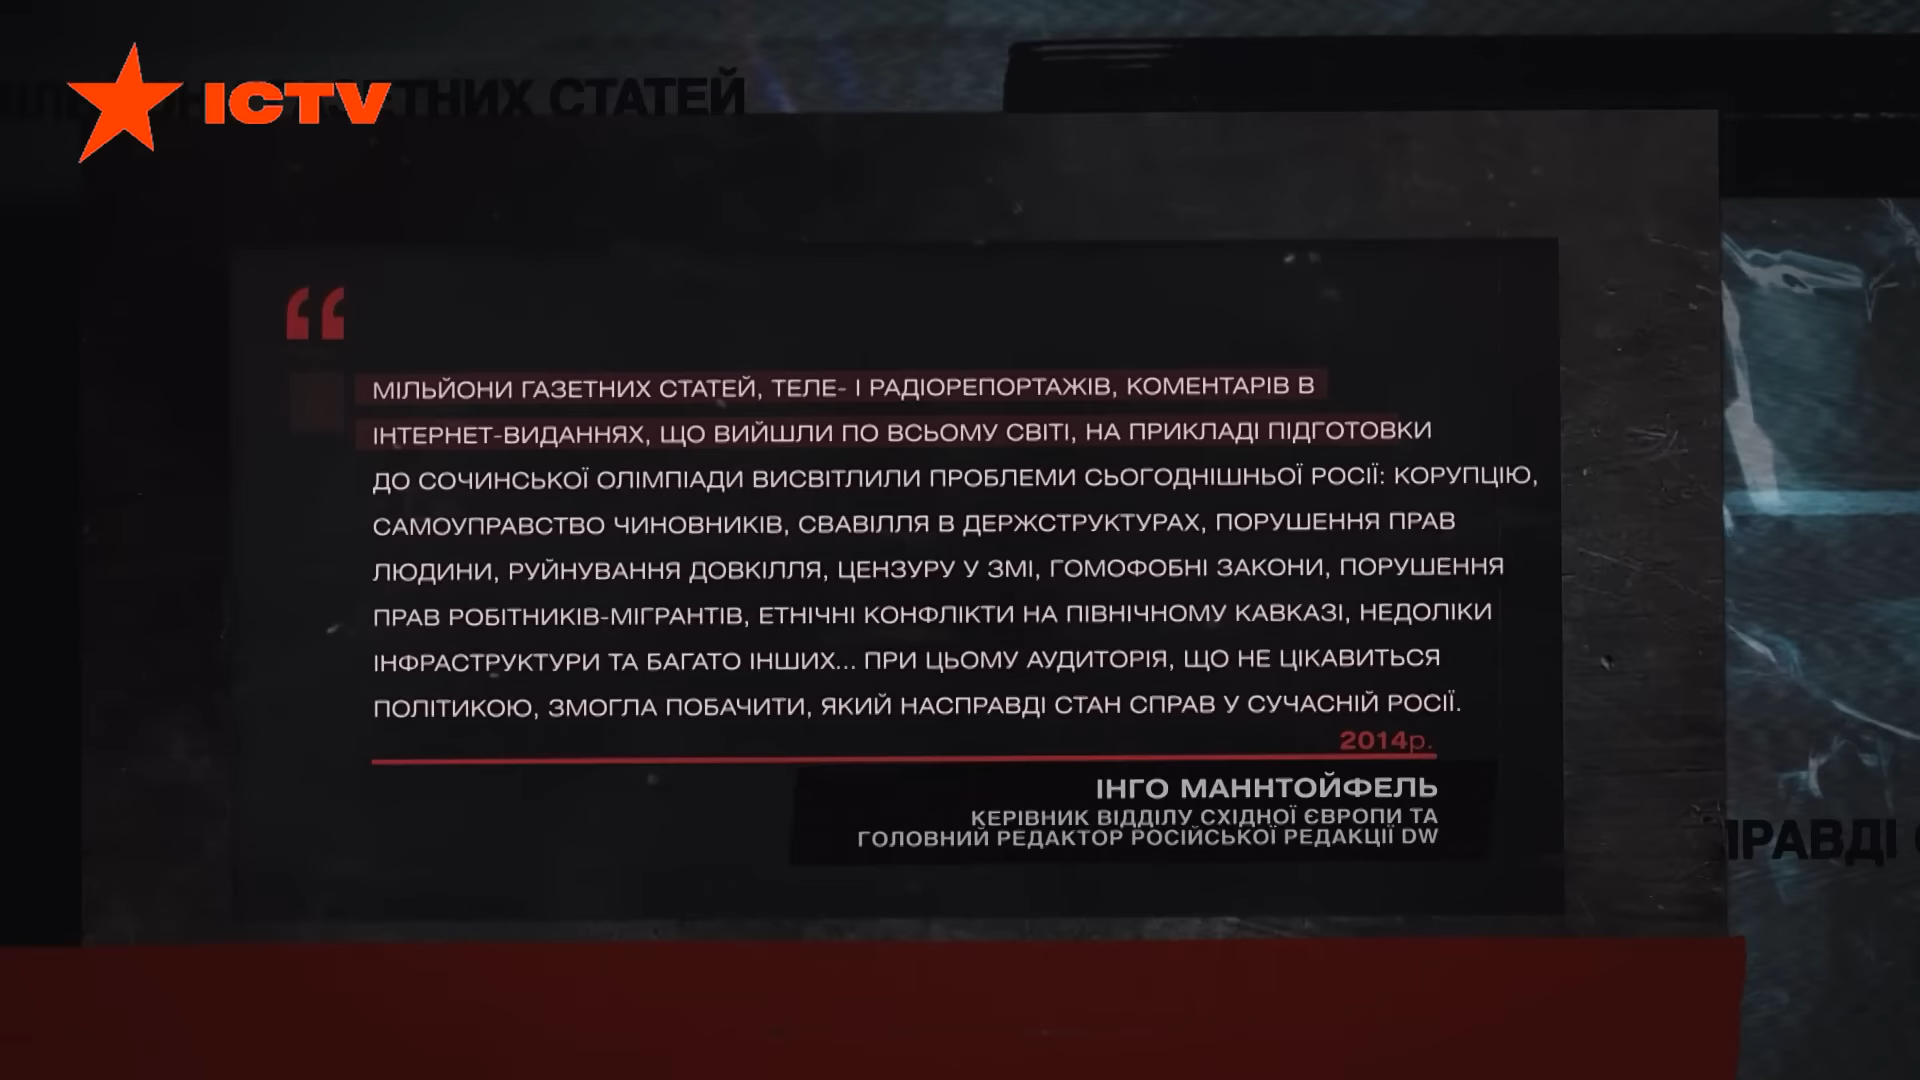 ICTV
ГАЗЕТНИХ СТАТЕЙ
“
МІЛЬЙОНИ ГАЗЕТНИХ СТАТЕЙ, ТЕЛЕ- І РАДІОРЕПОРТАЖІВ, КОМЕНТАРІВ В
ІНТЕРНЕТ-ВИДАННЯХ, ЩО ВИЙШЛИ ПО ВСЬОМУ СВІТІ, НА ПРИКЛАДІ ПІДГОТОВКИ
ДО СОЧИНСЬКОЇ ОЛІМПІАДИ ВИСВІТЛИЛИ ПРОБЛЕМИ СЬОГОДНІШНЬОЇ РОСІЇ: КОРУПЦІЮ,
САМОУПРАВСТВО ЧИНОВНИКІВ, СВАВІЛЛЯ В ДЕРЖСТРУКТУРАХ, ПОРУШЕННЯ ПРАВ
ЛЮДИНИ, РУЙНУВАННЯ ДОВКІЛЛЯ, ЦЕНЗУРУ У ЗМІ, ГОМОФОБНІ ЗАКОНИ, ПОРУШЕННЯ
ПРАВ РОБІТНИКІВ-МІГРАНТІВ, ЕТНІЧНІ КОНФЛІКТИ НА ПІВНІЧНОМУ КАВКАЗІ, НЕДОЛІКИ
ІНФРАСТРУКТУРИ ТА БАГАТО ІНШИХ... ПРИ ЦЬОМУ АУДИТОРІЯ, ЩО НЕ ЦІКАВИТЬСЯ
ПОЛІТИКОЮ, ЗМОГЛА ПОБАЧИТИ, ЯКИЙ НАСПРАВДІ СТАН СПРАВ У СУЧАСНІЙ РОСІЇ.
2014р.
ІНГО МАННТОЙФЕЛЬ
КЕРІВНИК ВІДДІЛУ СХІДНОЇ ЄВРОПИ ТА
ГОЛОВНИЙ РЕДАКТОР РОСІЙСЬКОЇ РЕДАКЦІЇ DW